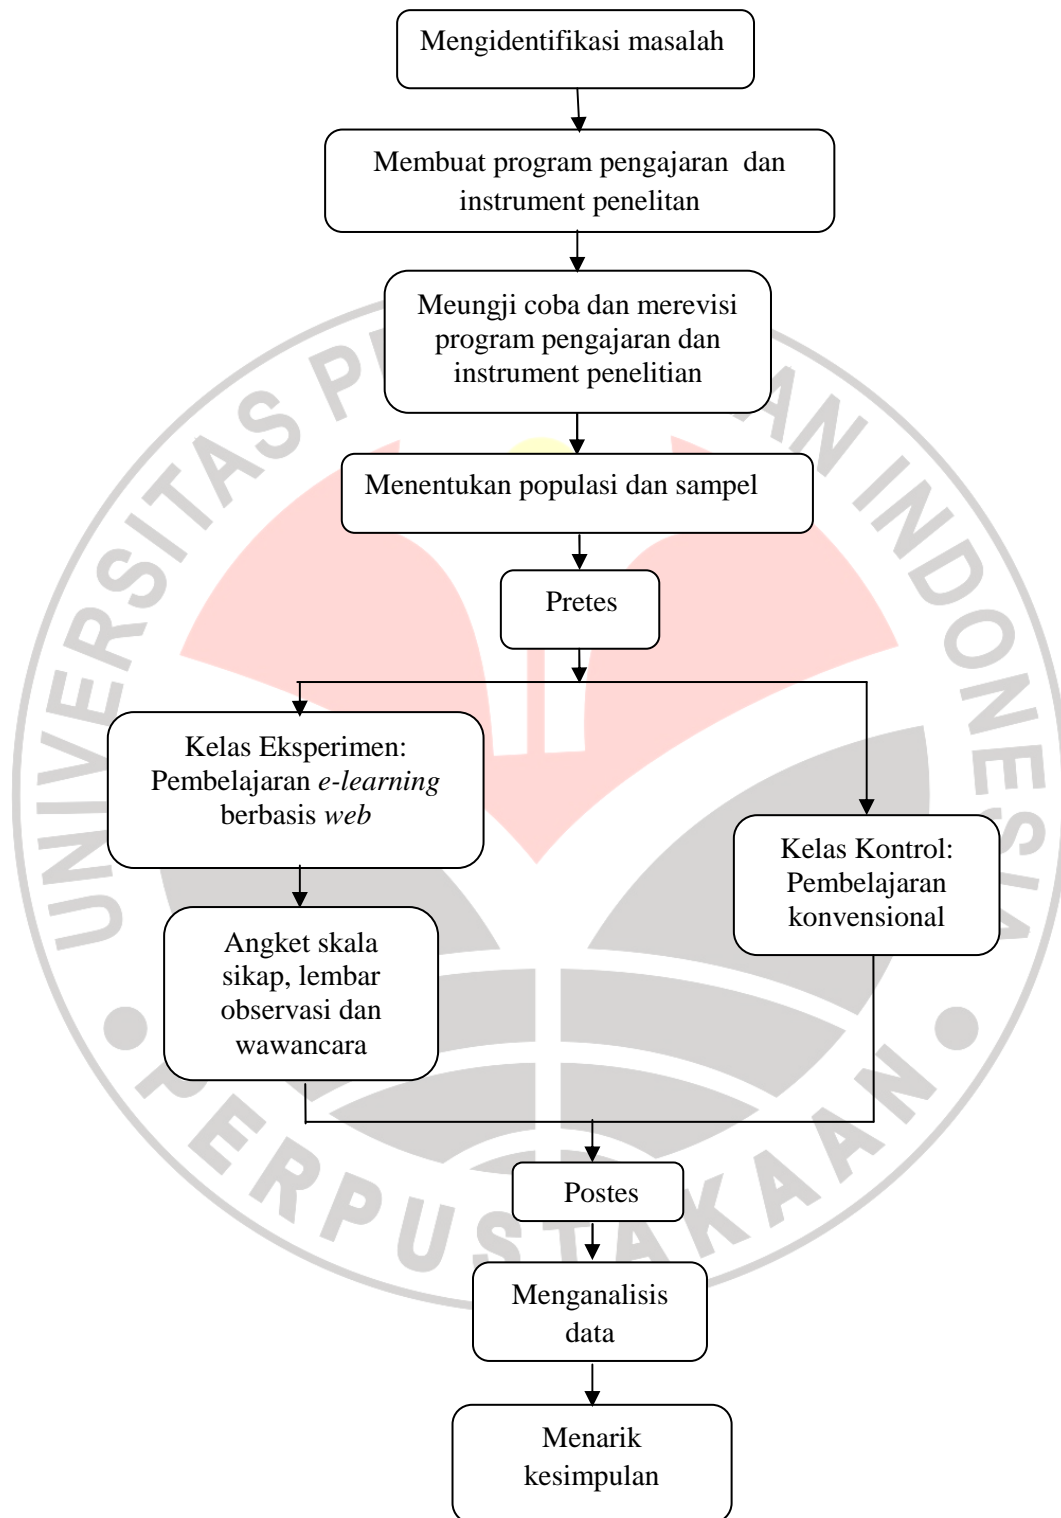 Mengidentifikasi masalah
Membuat program pengajaran dan
instrument penelitan
Meungji coba dan merevisi
program pengajaran dan
instrument penelitian
Menentukan populasi dan sampel
Pretes
Kelas Eksperimen:
Pembelajaran e-learning
berbasis web
Kelas Kontrol:
Pembelajaran
konvensional
Angket skala
sikap, lembar
observasi dan
wawancara
Postes
Menganalisis
data
Menarik
kesimpulan
UNIVERSITAS INDONESIA
PERPUSTAKAAN